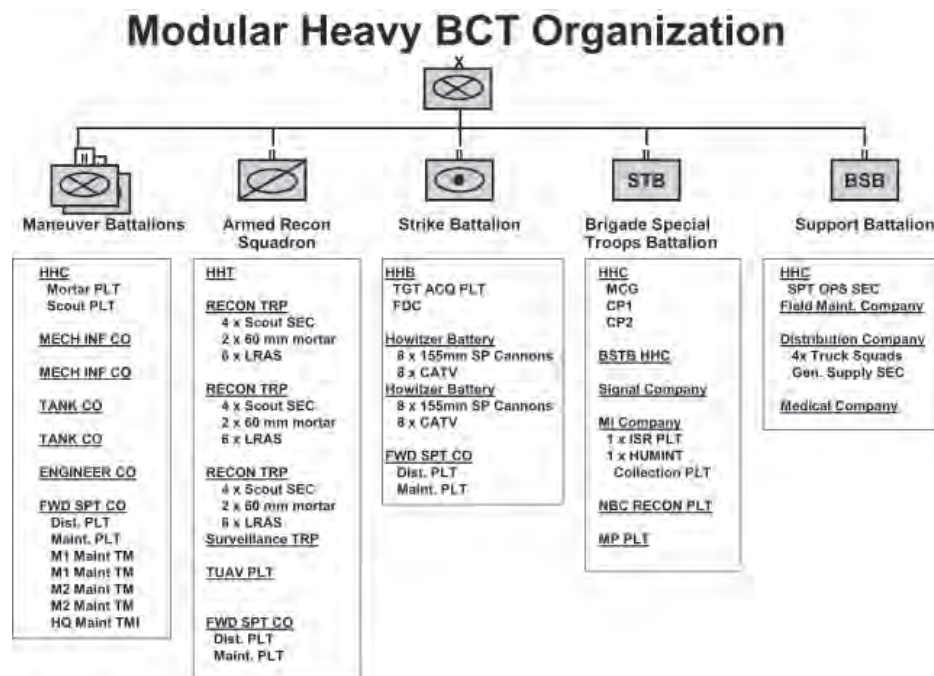 Modular Heavy BCT Organization
X
II
II
II
II
II
STB
BSB
Maneuver Battalions
Armed Recon
Squadron
Strike Battalion
Brigade Special
Troops Battalion
Support Battalion
HHC
Mortar PLT
Scout PLT
MECH INF CO
MECH INF CO
TANK CO
TANK CO
ENGINEER CO
FWD SPT CO
Dist. PLT
Maint. PLT
M1 Maint TM
M1 Maint TM
M2 Maint TM
M2 Maint TM
HQ Maint TMI
HHT
RECON TRP
4 x Scout SEC
2 x 60 mm mortar
6 x LRAS
RECON TRP
4 x Scout SEC
2 x 60 mm mortar
6 x LRAS
RECON TRP
4 x Scout SEC
2 x 60 mm mortar
6 x LRAS
Surveillance TRP
TUAV PLT
FWD SPT CO
Dist. PLT
Maint. PLT
HHB
TGT ACQ PLT
FDC
Howitzer Battery
8 x 155mm SP Cannons
8 x CATV
Howitzer Battery
8 x 155mm SP Cannons
8 x CATV
FWD SPT CO
Dist. PLT
Maint. PLT
HHC
MCG
CP1
CP2
BSTB HHC
Signal Company
MI Company
1 x ISR PLT
1 x HUMINT
Collection PLT
NBC RECON PLT
MP PLT
HHC
SPT OPS SEC
Field Maint. Company
Distribution Company
4x Truck Squads
Gen. Supply SEC
Medical Company